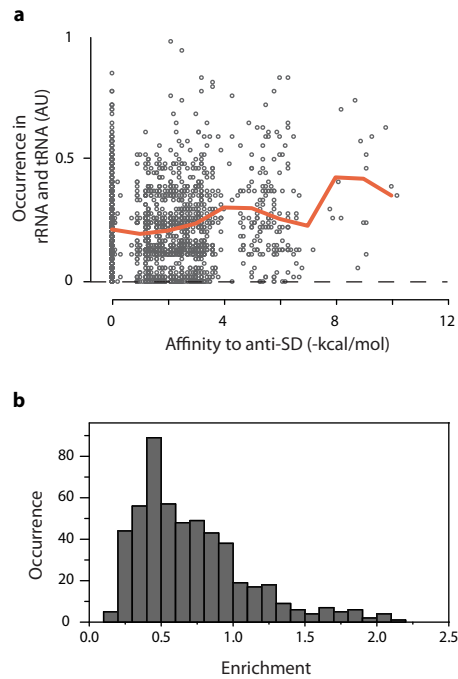 a
1
0.5
0
Occurrence in
rRNA and tRNA (AU)
0 4 8 12
Affinity to anti-SD (-kcal/mol)
b
80
60
40
20
0
Occurrence
0.0 0.5 1.0 1.5 2.0 2.5
Enrichment